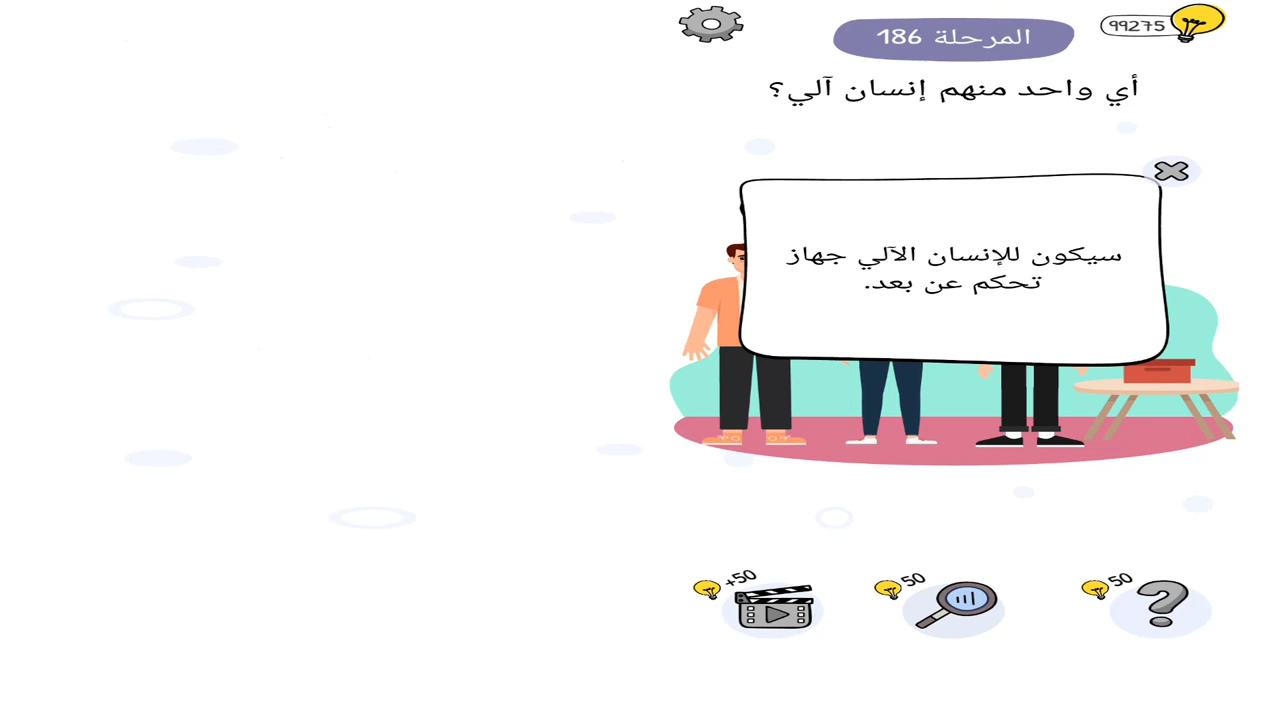 المرحلة 186
99275
أي واحد منهم إنسان آلي؟
سيكون للإنسان الآلي جهاز
تحكم عن بعد.
+50
50
50